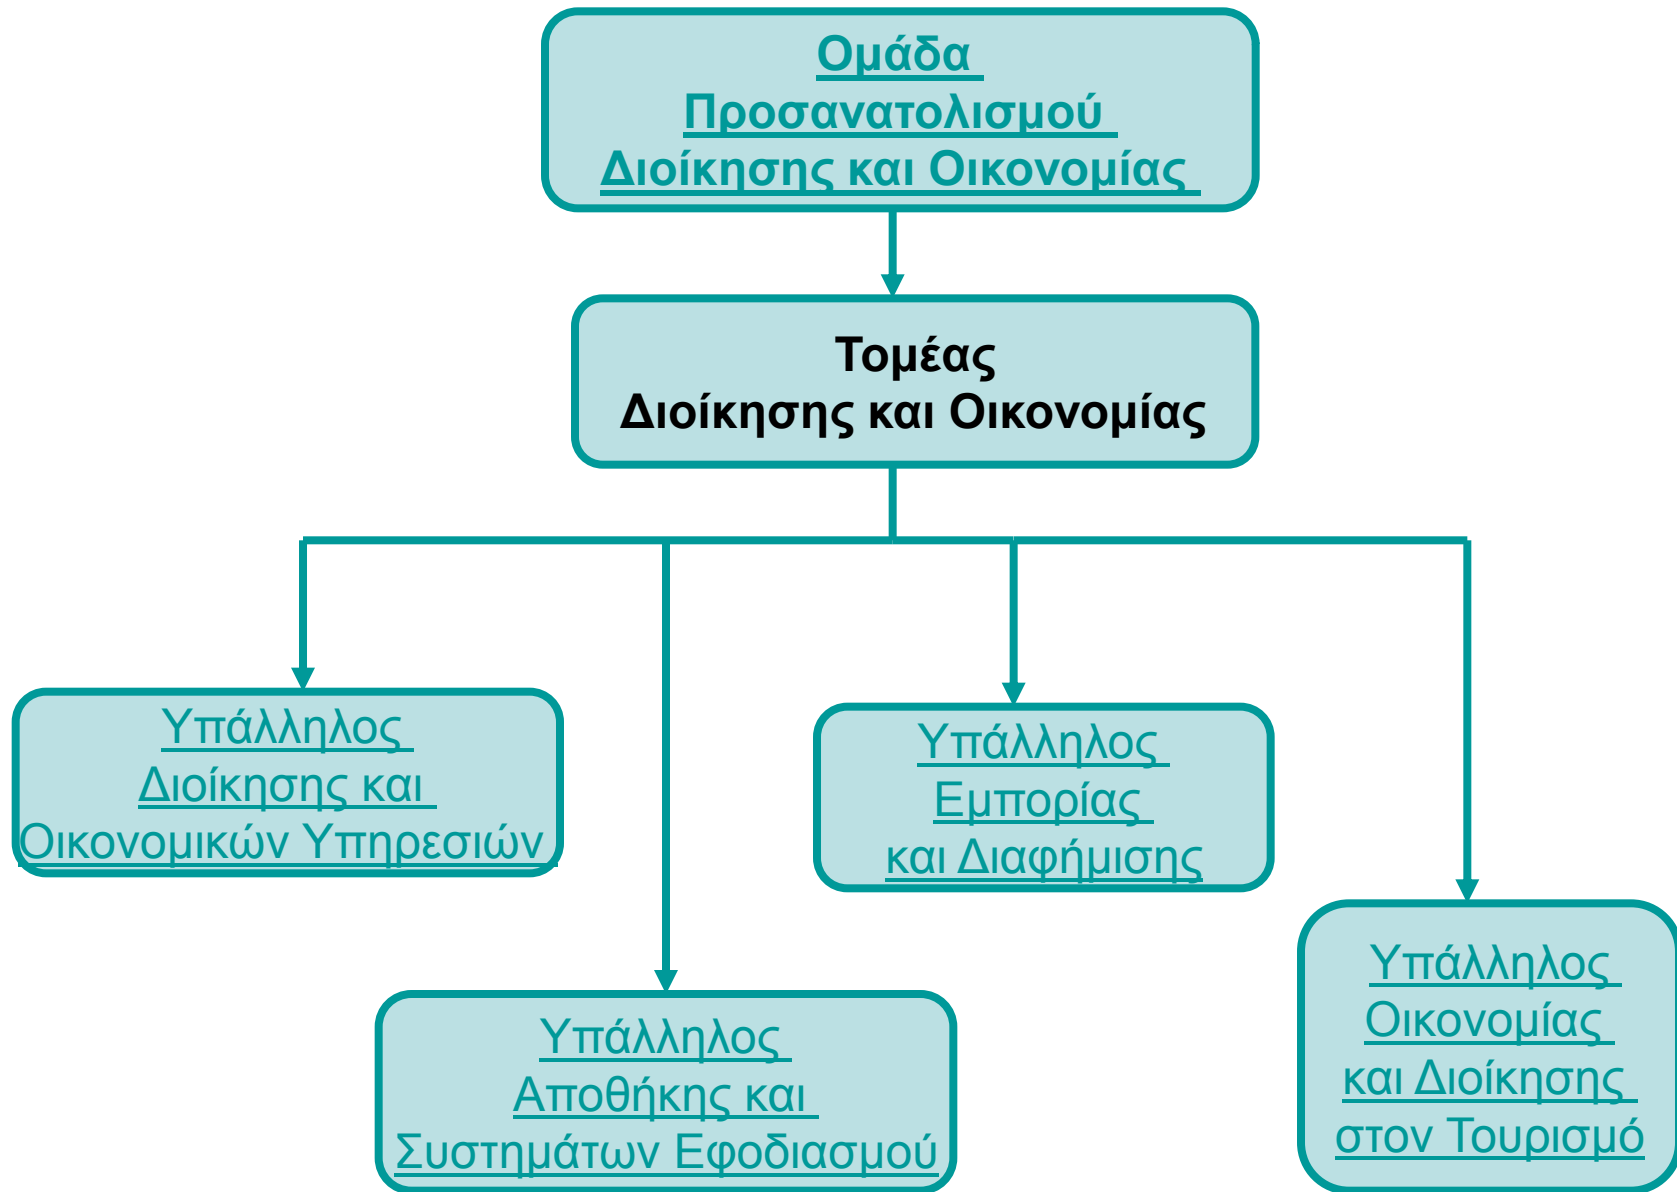 Ομάδα
Προσανατολισμού
Διοίκησης και Οικονομίας
Τομέας
Διοίκησης και Οικονομίας
Υπάλληλος
Διοίκησης και
Οικονομικών Υπηρεσιών
Υπάλληλος
Εμπορίας
και Διαφήμισης
Υπάλληλος
Οικονομίας
και Διοίκησης
στον Τουρισμό
Υπάλληλος
Αποθήκης και
Συστημάτων Εφοδιασμού